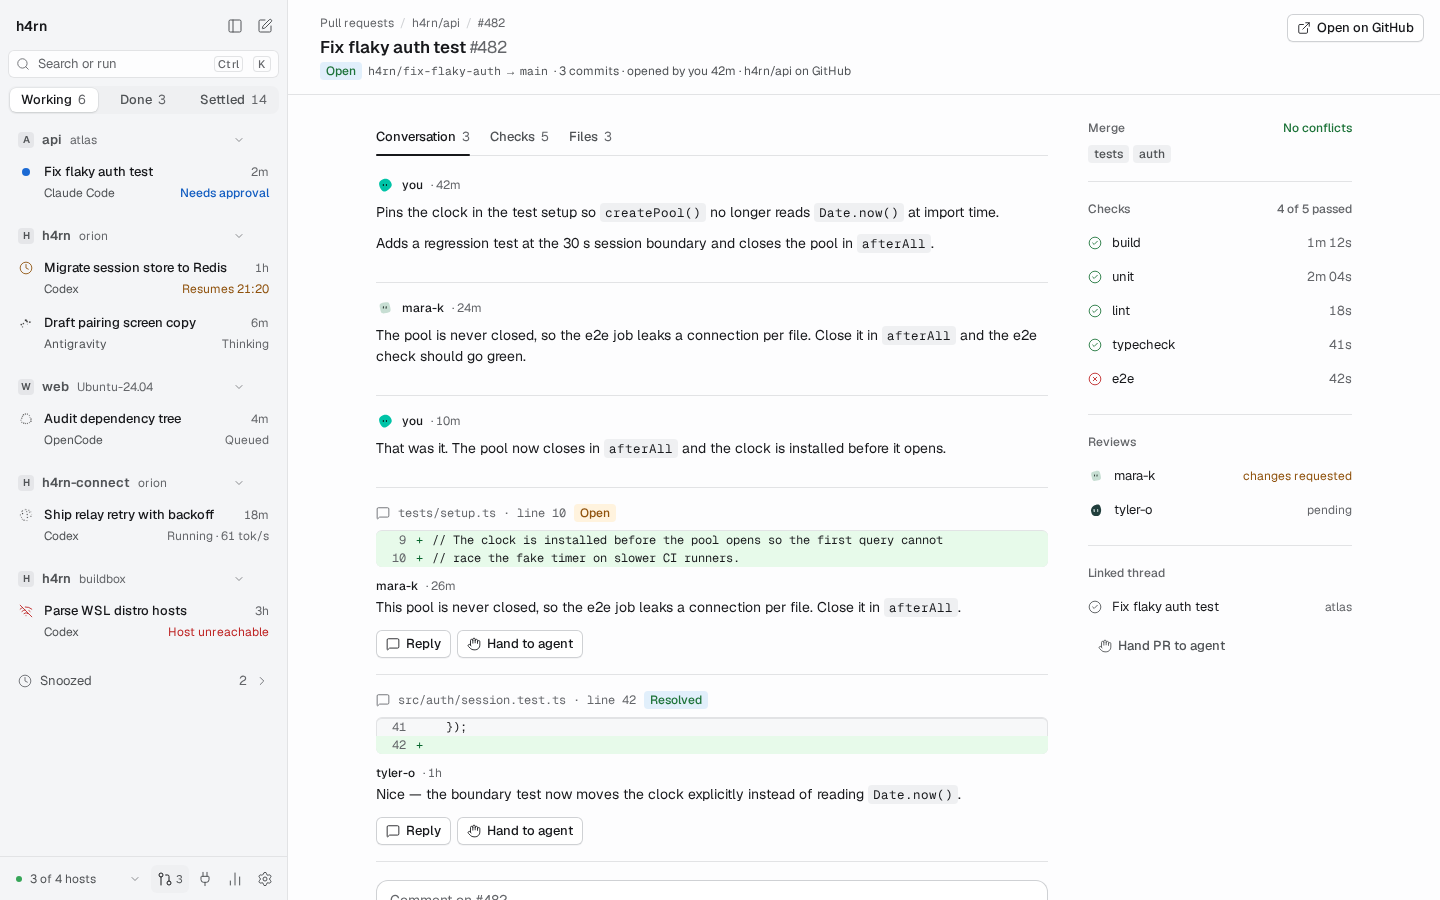 h4rn
Search or run Ctrl K
Working 6 Done 3 Settled 14
A api atlas
Fix flaky auth test 2m
Claude Code Needs approval
H h4rn orion
Migrate session store to Redis 1h
Codex Resumes 21:20
Draft pairing screen copy 6m
Antigravity Thinking
W web Ubuntu-24.04
Audit dependency tree 4m
OpenCode Queued
H h4rn-connect orion
Ship relay retry with backoff 18m
Codex Running · 61 tok/s
H h4rn buildbox
Parse WSL distro hosts 3h
Codex Host unreachable
Snoozed 2
3 of 4 hosts 3
Pull requests / h4rn/api / #482
Fix flaky auth test #482
Open h4rn/fix-flaky-auth → main · 3 commits · opened by you 42m · h4rn/api on GitHub
Open on GitHub
Conversation 3 Checks 5 Files 3
you · 42m
Pins the clock in the test setup so createPool() no longer reads Date.now() at import time.
Adds a regression test at the 30 s session boundary and closes the pool in afterAll.
mara-k · 24m
The pool is never closed, so the e2e job leaks a connection per file. Close it in afterAll and the e2e
check should go green.
you · 10m
That was it. The pool now closes in afterAll and the clock is installed before it opens.
tests/setup.ts · line 10 Open
9 + // The clock is installed before the pool opens so the first query cannot
10 + // race the fake timer on slower CI runners.
mara-k · 26m
This pool is never closed, so the e2e job leaks a connection per file. Close it in afterAll.
Reply Hand to agent
src/auth/session.test.ts · line 42 Resolved
41 });
42 +
tyler-o · 1h
Nice — the boundary test now moves the clock explicitly instead of reading Date.now().
Reply Hand to agent
Comment on #482
Merge No conflicts
tests auth
Checks 4 of 5 passed
build 1m 12s
unit 2m 04s
lint 18s
typecheck 41s
e2e 42s
Reviews
mara-k changes requested
tyler-o pending
Linked thread
Fix flaky auth test atlas
Hand PR to agent